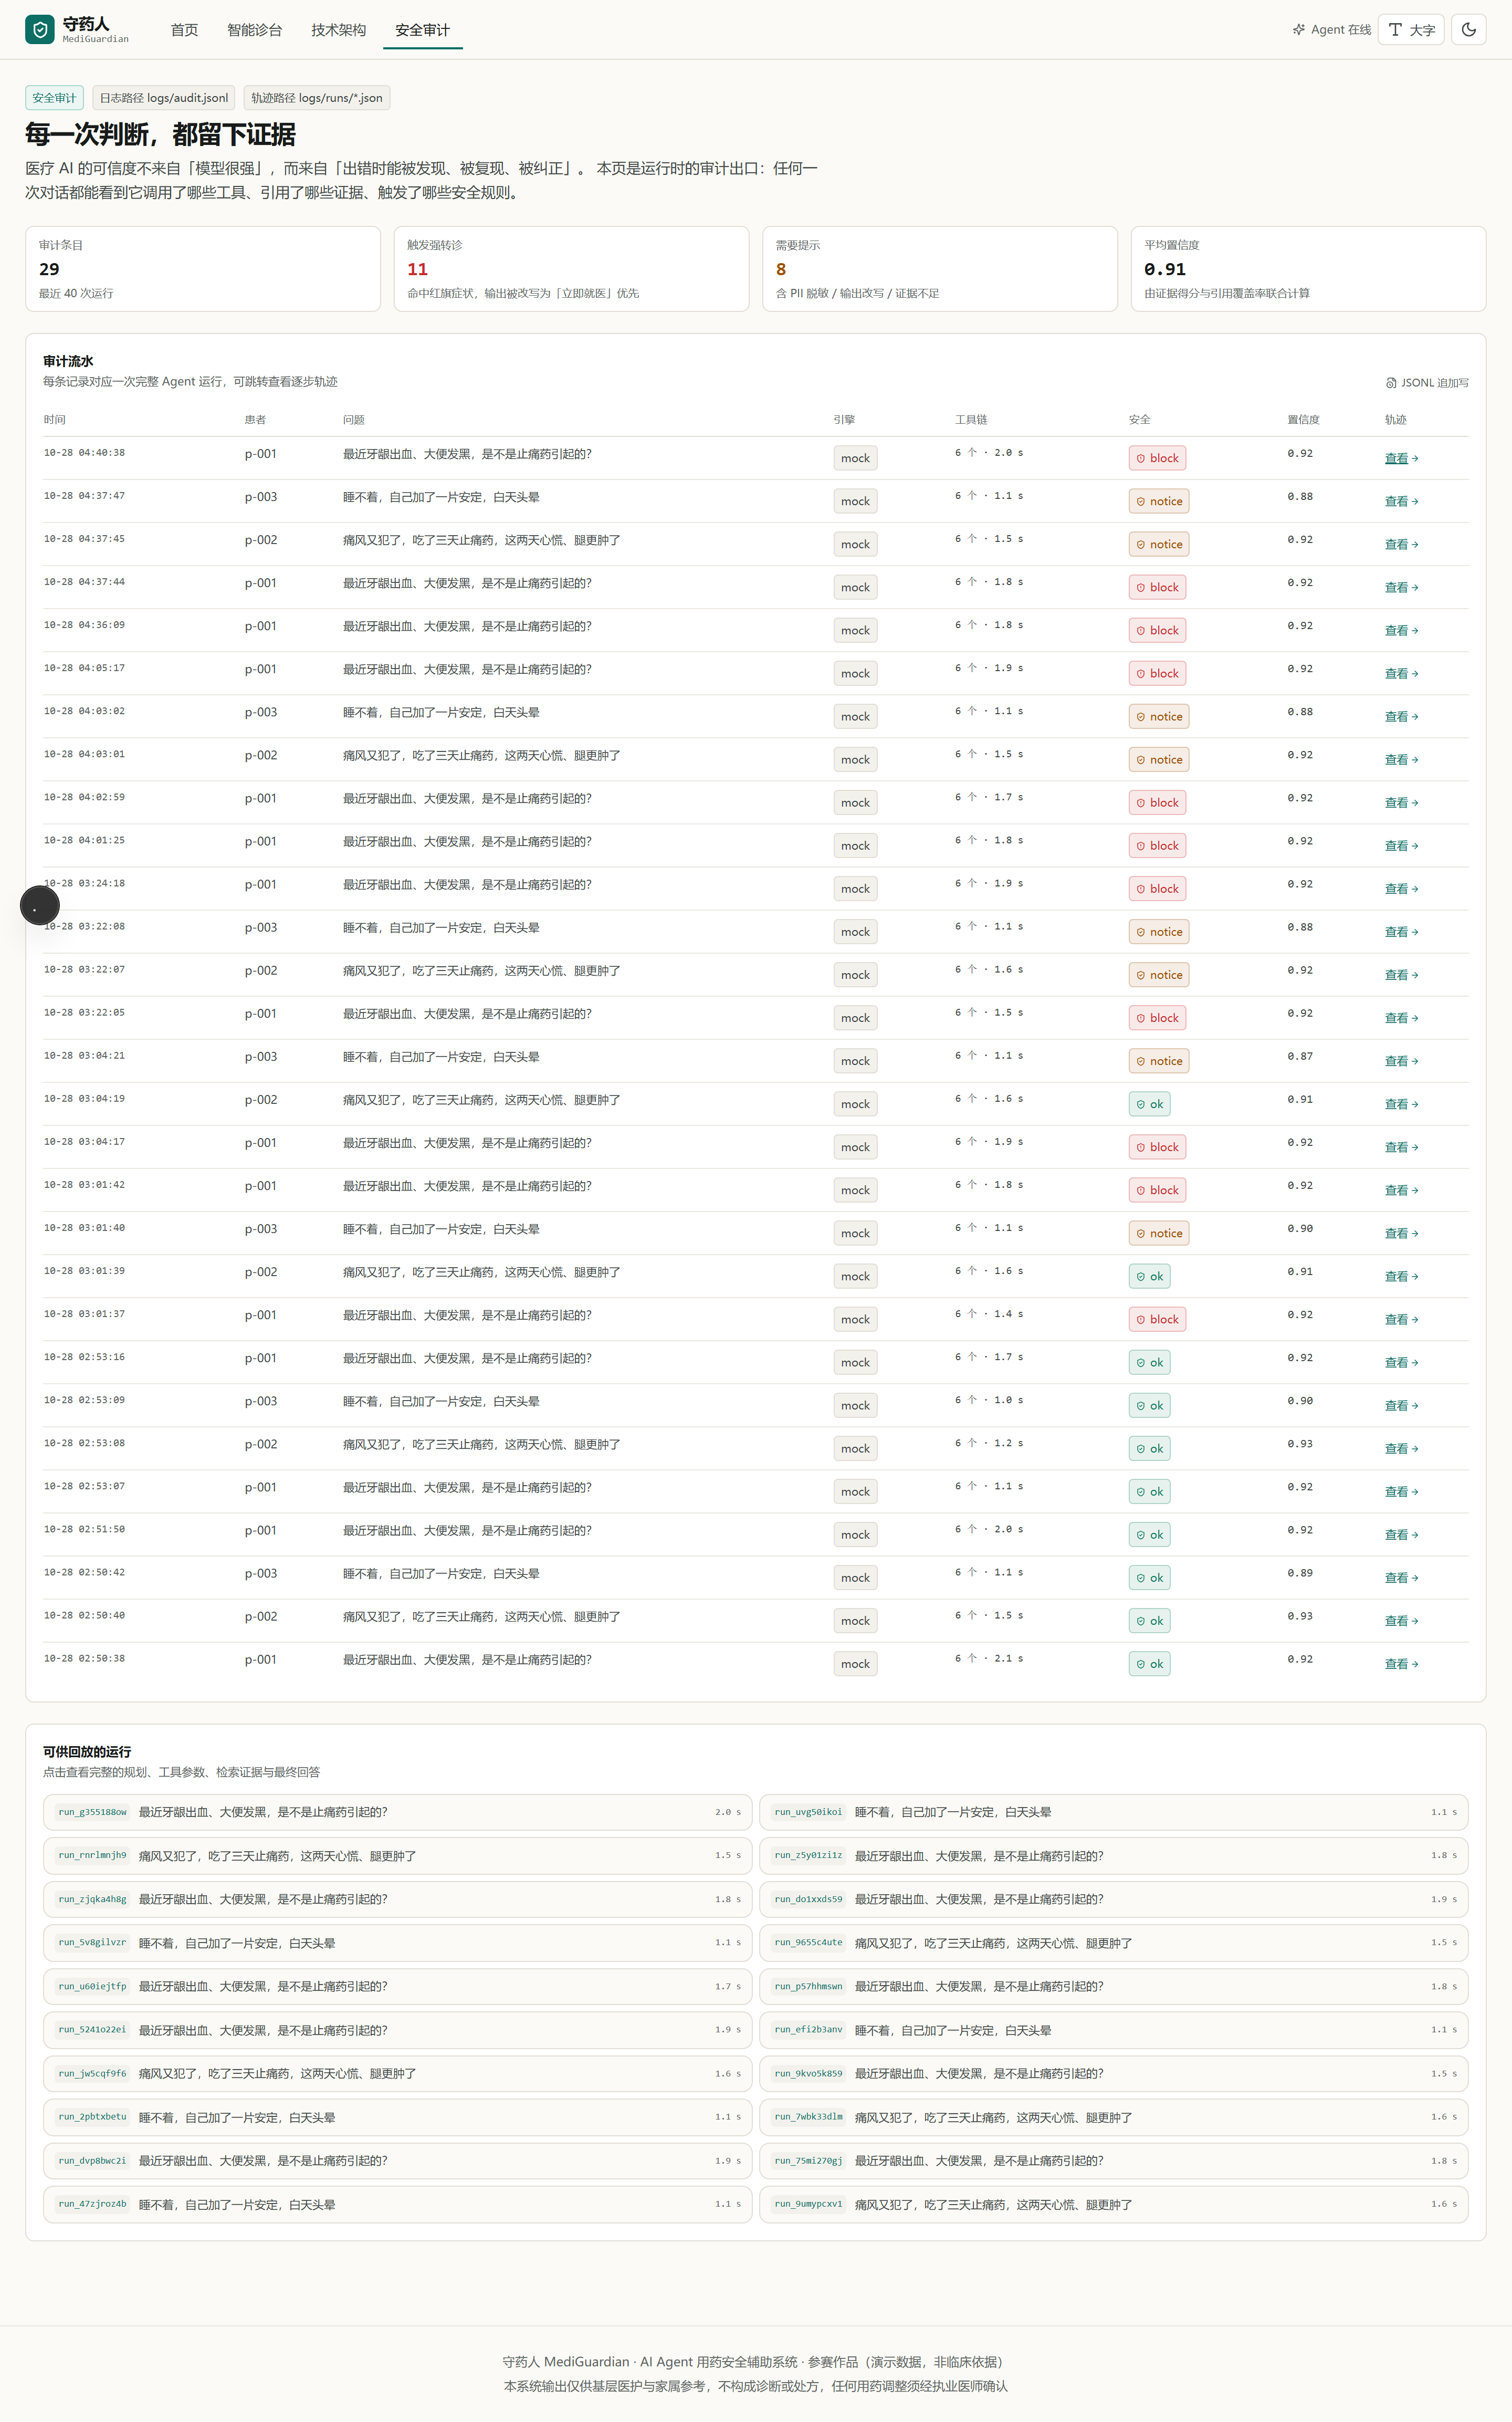 守药人
MediGuardian
首页 智能诊台 技术架构 安全审计
Agent 在线 大字
安全审计 日志路径 logs/audit.jsonl 轨迹路径 logs/runs/*.json
每一次判断，都留下证据
医疗 AI 的可信度不来自「模型很强」，而来自「出错时能被发现、被复现、被纠正」。 本页是运行时的审计出口：任何一
次对话都能看到它调用了哪些工具、引用了哪些证据、触发了哪些安全规则。
审计条目
29
最近 40 次运行
触发强转诊
11
命中红旗症状，输出被改写为「立即就医」优先
需要提示
8
含 PII 脱敏 / 输出改写 / 证据不足
平均置信度
0.91
由证据得分与引用覆盖率联合计算
审计流水
每条记录对应一次完整 Agent 运行，可跳转查看逐步轨迹
JSONL 追加写
时间 患者 问题 引擎 工具链 安全 置信度 轨迹
10-28 04:40:38 p-001 最近牙龈出血、大便发黑，是不是止痛药引起的？ mock 6 个 · 2.0 s block 0.92 查看→
10-28 04:37:47 p-003 睡不着，自己加了一片安定，白天头晕 mock 6 个 · 1.1 s notice 0.88 查看→
10-28 04:37:45 p-002 痛风又犯了，吃了三天止痛药，这两天心慌、腿更肿了 mock 6 个 · 1.5 s notice 0.92 查看→
10-28 04:37:44 p-001 最近牙龈出血、大便发黑，是不是止痛药引起的？ mock 6 个 · 1.8 s block 0.92 查看→
10-28 04:36:09 p-001 最近牙龈出血、大便发黑，是不是止痛药引起的？ mock 6 个 · 1.8 s block 0.92 查看→
10-28 04:05:17 p-001 最近牙龈出血、大便发黑，是不是止痛药引起的？ mock 6 个 · 1.9 s block 0.92 查看→
10-28 04:03:02 p-003 睡不着，自己加了一片安定，白天头晕 mock 6 个 · 1.1 s notice 0.88 查看→
10-28 04:03:01 p-002 痛风又犯了，吃了三天止痛药，这两天心慌、腿更肿了 mock 6 个 · 1.5 s notice 0.92 查看→
10-28 04:02:59 p-001 最近牙龈出血、大便发黑，是不是止痛药引起的？ mock 6 个 · 1.7 s block 0.92 查看→
10-28 04:01:25 p-001 最近牙龈出血、大便发黑，是不是止痛药引起的？ mock 6 个 · 1.8 s block 0.92 查看→
10-28 03:24:18 p-001 最近牙龈出血、大便发黑，是不是止痛药引起的？ mock 6 个 · 1.9 s block 0.92 查看→
10-28 03:22:08 p-003 睡不着，自己加了一片安定，白天头晕 mock 6 个 · 1.1 s notice 0.88 查看→
10-28 03:22:07 p-002 痛风又犯了，吃了三天止痛药，这两天心慌、腿更肿了 mock 6 个 · 1.6 s notice 0.92 查看→
10-28 03:22:05 p-001 最近牙龈出血、大便发黑，是不是止痛药引起的？ mock 6 个 · 1.5 s block 0.92 查看→
10-28 03:04:21 p-003 睡不着，自己加了一片安定，白天头晕 mock 6 个 · 1.1 s notice 0.87 查看→
10-28 03:04:19 p-002 痛风又犯了，吃了三天止痛药，这两天心慌、腿更肿了 mock 6 个 · 1.6 s ok 0.91 查看→
10-28 03:04:17 p-001 最近牙龈出血、大便发黑，是不是止痛药引起的？ mock 6 个 · 1.9 s block 0.92 查看→
10-28 03:01:42 p-001 最近牙龈出血、大便发黑，是不是止痛药引起的？ mock 6 个 · 1.8 s block 0.92 查看→
10-28 03:01:40 p-003 睡不着，自己加了一片安定，白天头晕 mock 6 个 · 1.1 s notice 0.90 查看→
10-28 03:01:39 p-002 痛风又犯了，吃了三天止痛药，这两天心慌、腿更肿了 mock 6 个 · 1.6 s ok 0.91 查看→
10-28 03:01:37 p-001 最近牙龈出血、大便发黑，是不是止痛药引起的？ mock 6 个 · 1.4 s block 0.92 查看→
10-28 02:53:16 p-001 最近牙龈出血、大便发黑，是不是止痛药引起的？ mock 6 个 · 1.7 s ok 0.92 查看→
10-28 02:53:09 p-003 睡不着，自己加了一片安定，白天头晕 mock 6 个 · 1.0 s ok 0.90 查看→
10-28 02:53:08 p-002 痛风又犯了，吃了三天止痛药，这两天心慌、腿更肿了 mock 6 个 · 1.2 s ok 0.93 查看→
10-28 02:53:07 p-001 最近牙龈出血、大便发黑，是不是止痛药引起的？ mock 6 个 · 1.1 s ok 0.92 查看→
10-28 02:51:50 p-001 最近牙龈出血、大便发黑，是不是止痛药引起的？ mock 6 个 · 2.0 s ok 0.92 查看→
10-28 02:50:42 p-003 睡不着，自己加了一片安定，白天头晕 mock 6 个 · 1.1 s ok 0.89 查看→
10-28 02:50:40 p-002 痛风又犯了，吃了三天止痛药，这两天心慌、腿更肿了 mock 6 个 · 1.5 s ok 0.93 查看→
10-28 02:50:38 p-001 最近牙龈出血、大便发黑，是不是止痛药引起的？ mock 6 个 · 2.1 s ok 0.92 查看→
可供回放的运行
点击查看完整的规划、工具参数、检索证据与最终回答
run_g355188ow 最近牙龈出血、大便发黑，是不是止痛药引起的？ 2.0 s
run_uvg50ikoi 睡不着，自己加了一片安定，白天头晕 1.1 s
run_rnrlmnjh9 痛风又犯了，吃了三天止痛药，这两天心慌、腿更肿了 1.5 s
run_z5y01zi1z 最近牙龈出血、大便发黑，是不是止痛药引起的？ 1.8 s
run_zjqka4h8g 最近牙龈出血、大便发黑，是不是止痛药引起的？ 1.8 s
run_do1xxds59 最近牙龈出血、大便发黑，是不是止痛药引起的？ 1.9 s
run_5v8gilvzr 睡不着，自己加了一片安定，白天头晕 1.1 s
run_9655c4ute 痛风又犯了，吃了三天止痛药，这两天心慌、腿更肿了 1.5 s
run_u60iejtfp 最近牙龈出血、大便发黑，是不是止痛药引起的？ 1.7 s
run_p57hhmswn 最近牙龈出血、大便发黑，是不是止痛药引起的？ 1.8 s
run_5241o22ei 最近牙龈出血、大便发黑，是不是止痛药引起的？ 1.9 s
run_efi2b3anv 睡不着，自己加了一片安定，白天头晕 1.1 s
run_jw5cqf9f6 痛风又犯了，吃了三天止痛药，这两天心慌、腿更肿了 1.6 s
run_9kvo5k859 最近牙龈出血、大便发黑，是不是止痛药引起的？ 1.5 s
run_2pbtxbetu 睡不着，自己加了一片安定，白天头晕 1.1 s
run_7wbk33dlm 痛风又犯了，吃了三天止痛药，这两天心慌、腿更肿了 1.6 s
run_dvp8bwc2i 最近牙龈出血、大便发黑，是不是止痛药引起的？ 1.9 s
run_75mi270gj 最近牙龈出血、大便发黑，是不是止痛药引起的？ 1.8 s
run_47zjroz4b 睡不着，自己加了一片安定，白天头晕 1.1 s
run_9umypcxv1 痛风又犯了，吃了三天止痛药，这两天心慌、腿更肿了 1.6 s
守药人 MediGuardian · AI Agent 用药安全辅助系统 · 参赛作品（演示数据，非临床依据）
本系统输出仅供基层医护与家属参考，不构成诊断或处方，任何用药调整须经执业医师确认